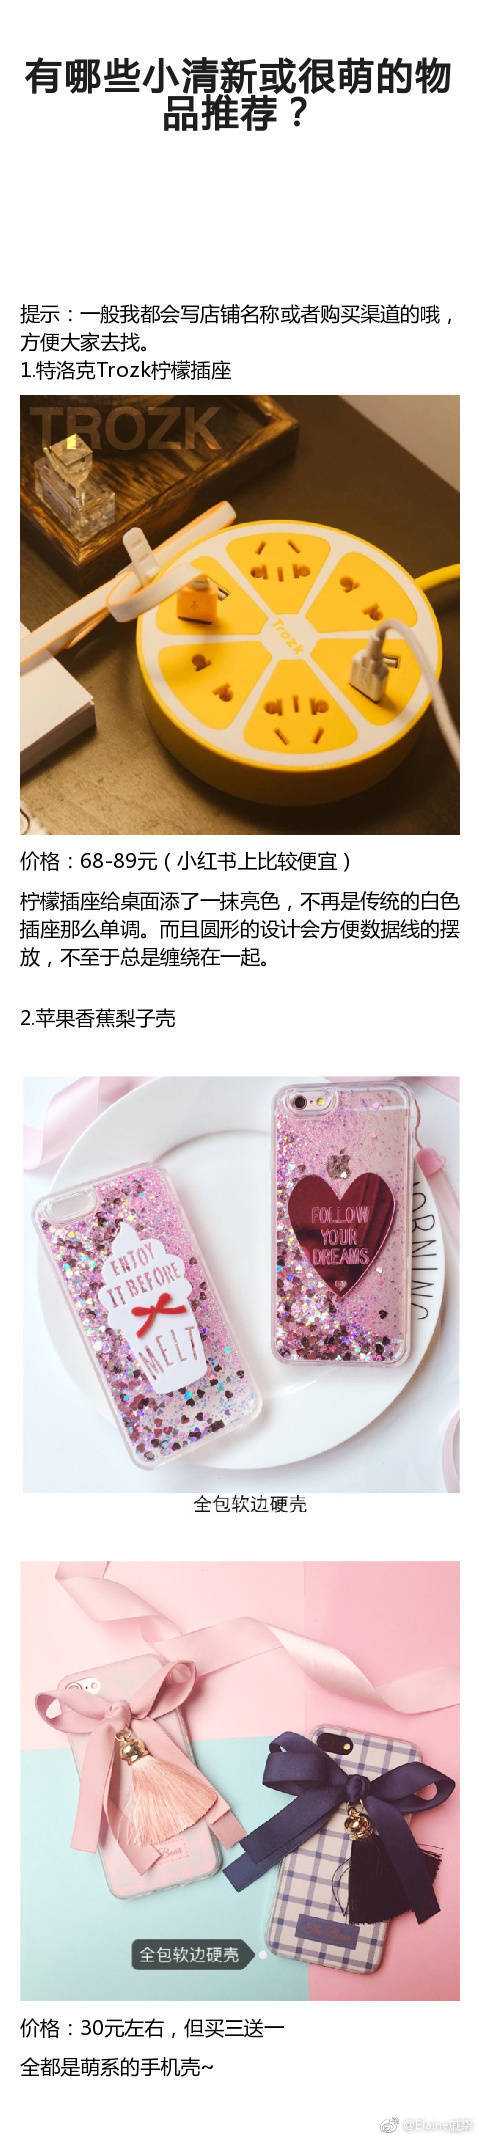 有哪些小清新或很萌的物
品推荐？
提示：一般我都会写店铺名称或者购买渠道的哦，
方便大家去找。
1.特洛克Trozk柠檬插座
TROZK
Trozk
价格：68-89元（小红书上比较便宜）
柠檬插座给桌面添了一抹亮色，不再是传统的白色
插座那么单调。而且圆形的设计会方便数据线的摆
放，不至于总是缠绕在一起。
2.苹果香蕉梨子壳
ENJOY
IT BEFORE
MELT
FOLLOW
YOUR
DREAMS
ORNING
全包软边硬壳
全包软边硬壳
价格：30元左右，但买三送一
全都是萌系的手机壳~